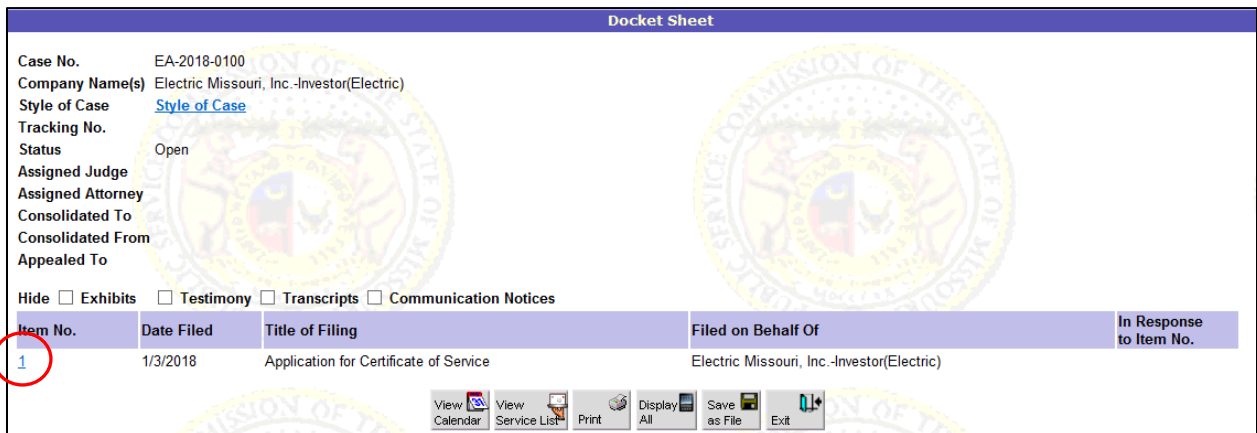 Docket Sheet
Case No. EA-2018-0100
Company Name(s) Electric Missouri, Inc.-Investor(Electric)
Style of Case Style of Case
Tracking No.
Status Open
Assigned Judge
Assigned Attorney
Consolidated To
Consolidated From
Appealed To
Hide Exhibits Testimony Transcripts Communication Notices
Item No. Date Filed Title of Filing Filed on Behalf Of In Response to Item No.
1 1/3/2018 Application for Certificate of Service Electric Missouri, Inc.-Investor(Electric)
View Calendar View Service List Print Display All Save as File Exit